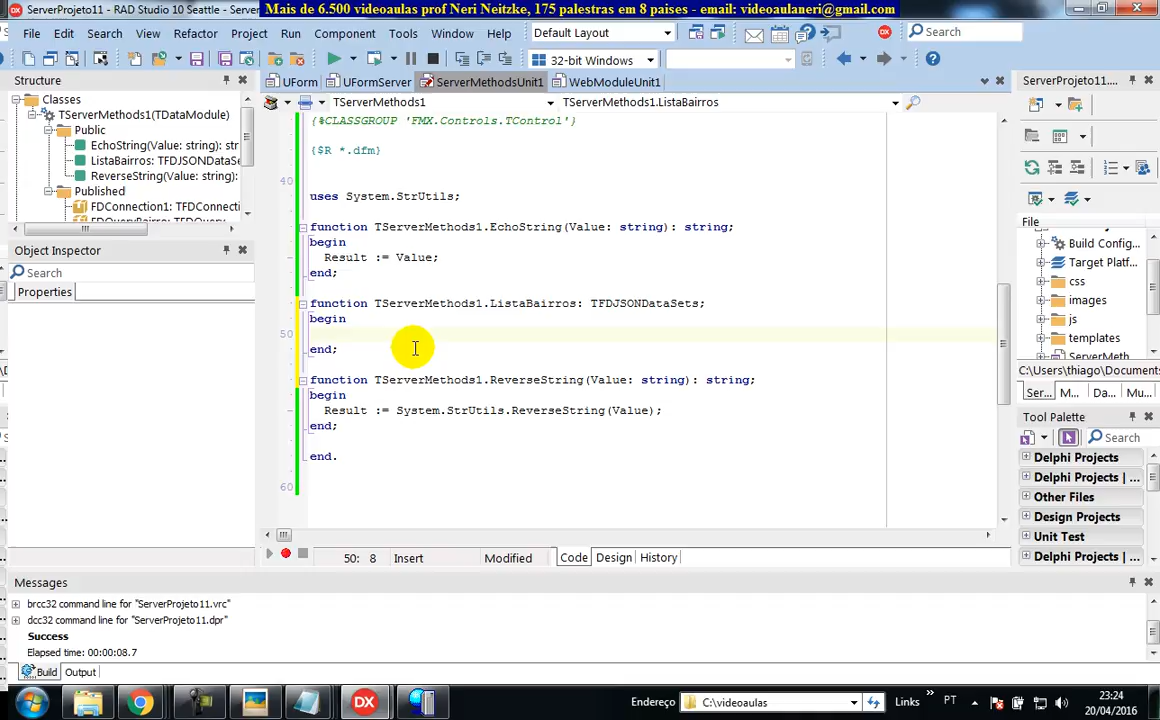 ServerProjeto11 - RAD Studio 10 Seattle - Server
Mais de 6.500 videoaulas prof Neri Neitzke, 175 palestras em 8 paises - email: videoaulaneri@gmail.com
File Edit Search View Refactor Project Run Component Tools Window Help
Default Layout
Search
32-bit Windows
Structure
UForm UFormServer ServerMethodsUnit1 WebModuleUnit1
ServerProjeto11....
Classes
TServerMethods1(TDataModule)
Public
EchoString(Value: string): str
ListaBairros: TFDJSONDataSe
ReverseString(Value: string):
Published
FDConnection1: TFDConnecti
FDQueryBairro: TFDQuery
Object Inspector
Search
Properties
TServerMethods1
TServerMethods1.ListaBairros
{%CLASSGROUP 'FMX.Controls.TControl'}
{$R *.dfm}
40
uses System.StrUtils;
function TServerMethods1.EchoString(Value: string): string;
begin
Result := Value;
end;
function TServerMethods1.ListaBairros: TFDJSONDataSets;
begin
50
end;
function TServerMethods1.ReverseString(Value: string): string;
begin
Result := System.StrUtils.ReverseString(Value);
end;
end.
60
50: 8 Insert Modified Code Design History
File
Build Config...
Target Platf...
css
images
js
templates
ServerMeth
C:\Users\thiago\Documents
Ser... M... Da... Mu...
Tool Palette
Search
Delphi Projects
Delphi Projects | ...
Other Files
Design Projects
Unit Test
Delphi Projects | ...
Messages
brcc32 command line for "ServerProjeto11.vrc"
dcc32 command line for "ServerProjeto11.dpr"
Success
Elapsed time: 00:00:08.7
Build Output
DX
Endereço C:\videoaulas
Links »
PT
23:24
20/04/2016